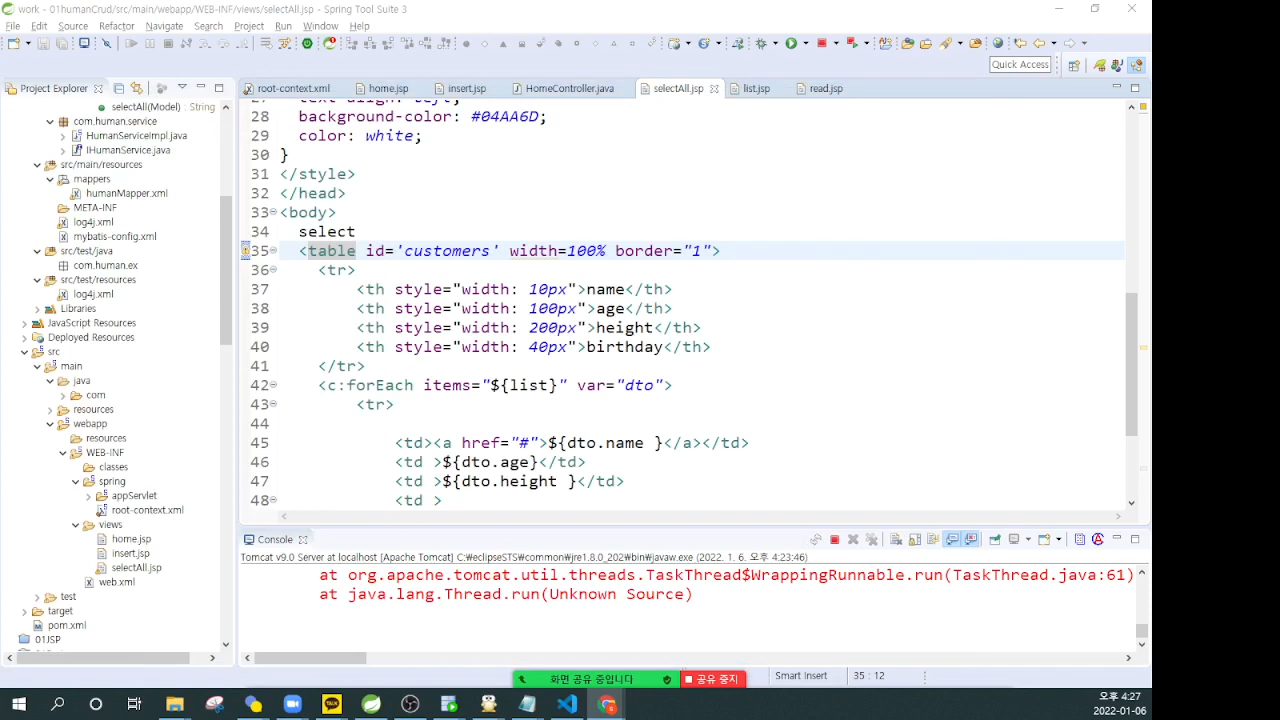 work - 01humanCrud/src/main/webapp/WEB-INF/views/selectAll.jsp - Spring Tool Suite 3
File Edit Source Refactor Navigate Search Project Run Window Help
Quick Access
Project Explorer
root-context.xml home.jsp insert.jsp HomeController.java selectAll.jsp list.jsp read.jsp
selectAll(Model) : String
com.human.service
HumanServiceImpl.java
IHumanService.java
src/main/resources
mappers
humanMapper.xml
META-INF
log4j.xml
mybatis-config.xml
src/test/java
com.human.ex
src/test/resources
log4j.xml
Libraries
JavaScript Resources
Deployed Resources
src
main
java
com
resources
webapp
resources
WEB-INF
classes
spring
appServlet
root-context.xml
views
home.jsp
insert.jsp
selectAll.jsp
web.xml
test
target
pom.xml
01JSP
28 background-color: #04AA6D;
29 color: white;
30 }
31 </style>
32 </head>
33 <body>
34 select
35 <table id='customers' width=100% border="1">
36 <tr>
37 <th style="width: 10px">name</th>
38 <th style="width: 100px">age</th>
39 <th style="width: 200px">height</th>
40 <th style="width: 40px">birthday</th>
41 </tr>
42 <c:forEach items="${list}" var="dto">
43 <tr>
44
45 <td><a href="#">${dto.name }</a></td>
46 <td >${dto.age}</td>
47 <td >${dto.height }</td>
48 <td >
Console
Tomcat v9.0 Server at localhost [Apache Tomcat] C:₩eclipseSTS₩common₩jre1.8.0_202₩bin₩javaw.exe (2022. 1. 6. 오후 4:23:46)
at org.apache.tomcat.util.threads.TaskThread$WrappingRunnable.run(TaskThread.java:61)
at java.lang.Thread.run(Unknown Source)
화면 공유 중입니다 공유 중지
Smart Insert 35 : 12
TALK
오후 4:27
2022-01-06